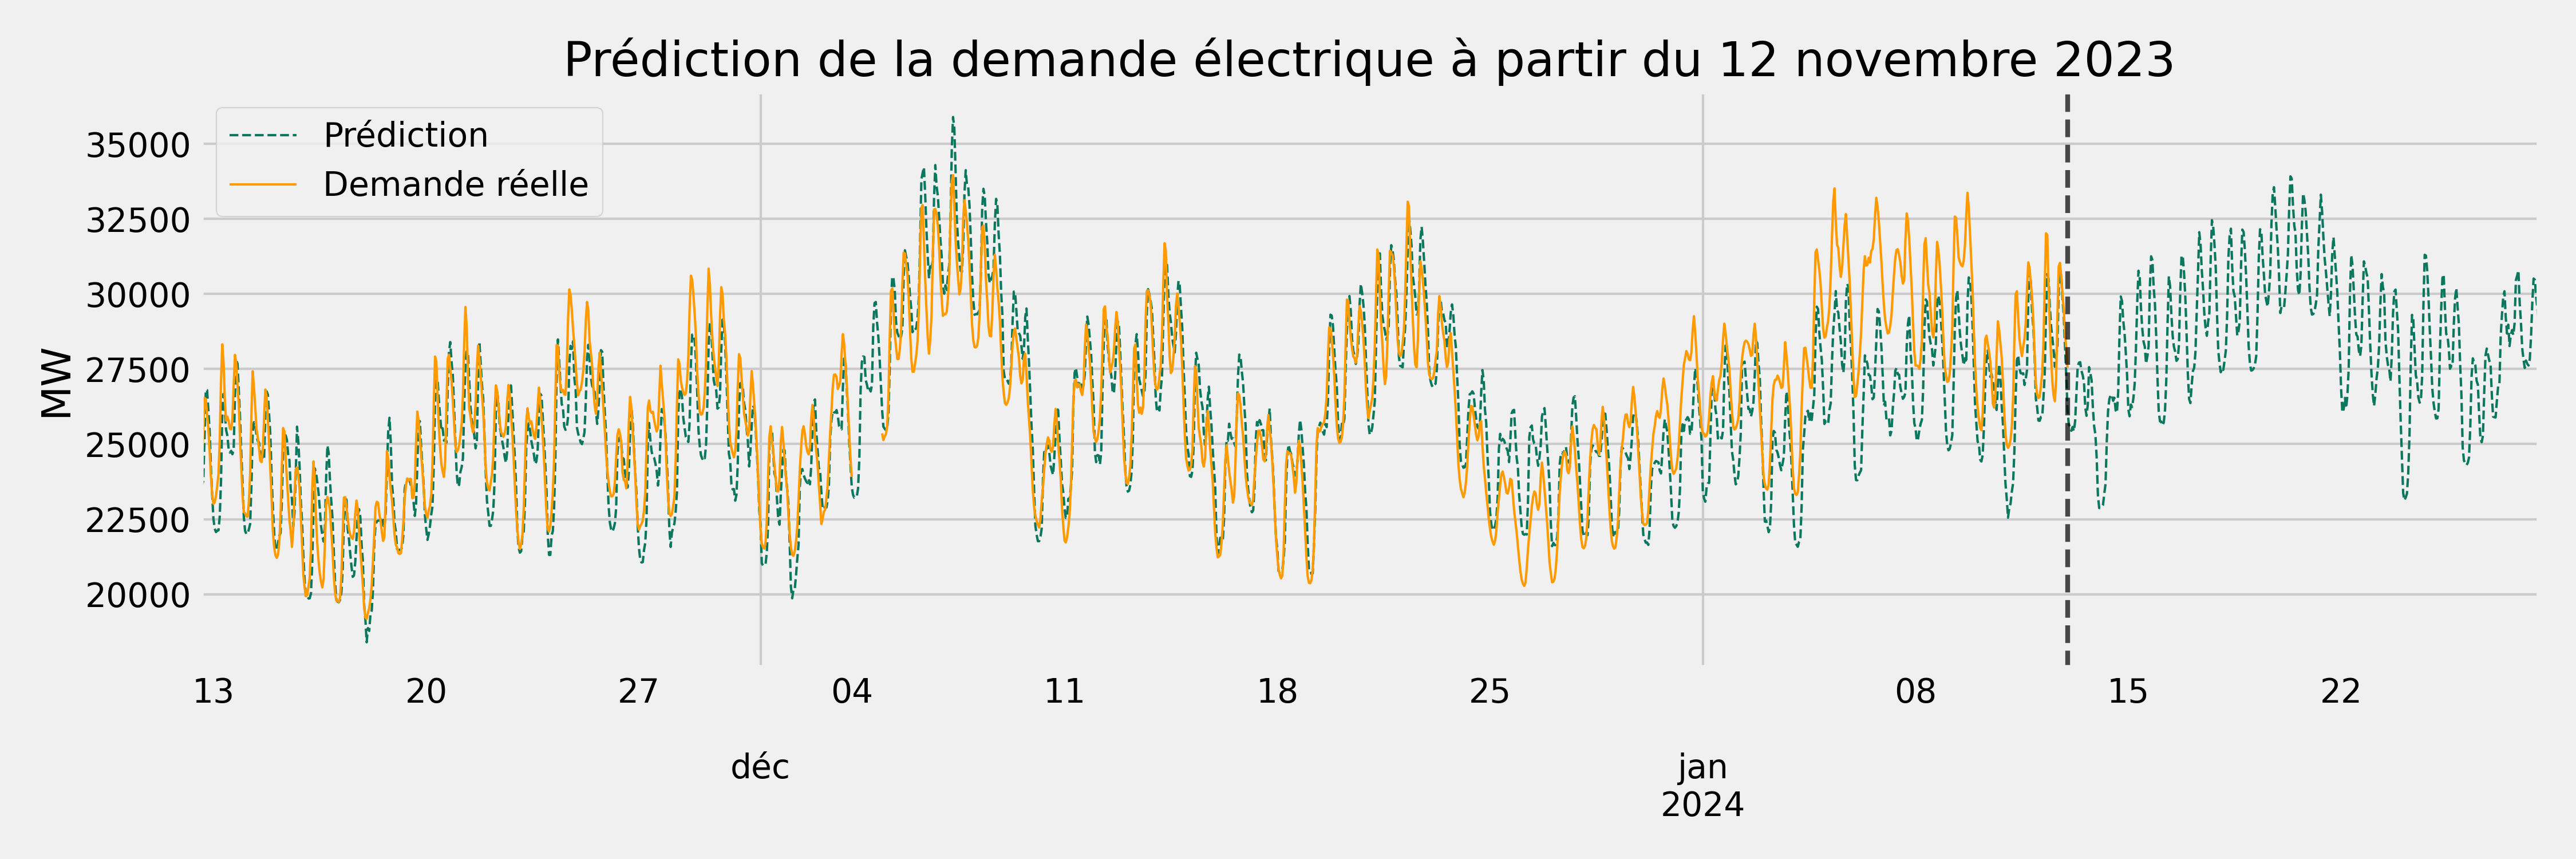 Prédiction de la demande électrique à partir du 12 novembre 2023
Prédiction
Demande réelle
MW
35000
32500
30000
27500
25000
22500
20000
13 20 27 04 11 18 25 08 15 22
déc jan
2024